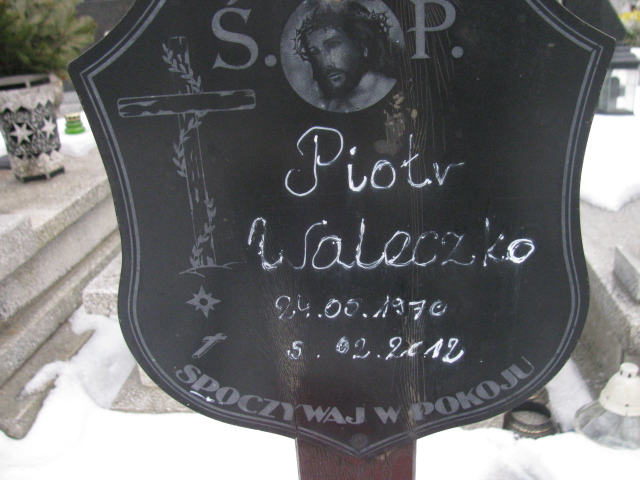 Ś. P.
Piotr
Waleczko
24.05.1970
5.02.2012
SPOCZYWAJ W POKOJU